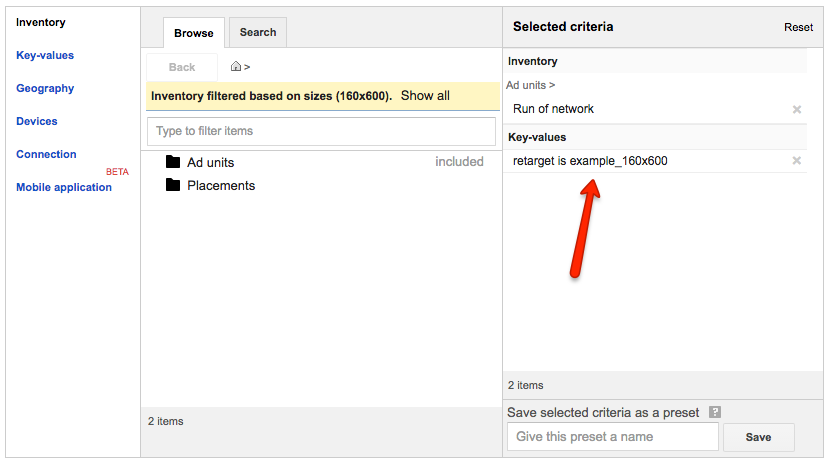 Inventory
Key-values
Geography
Devices
Connection
BETA
Mobile application
Browse
Search
Back
>
Inventory filtered based on sizes (160x600). Show all
Type to filter items
Ad units included
Placements
2 items
Selected criteria Reset
Inventory
Ad units >
Run of network
Key-values
retarget is example_160x600
2 items
Save selected criteria as a preset ?
Give this preset a name Save